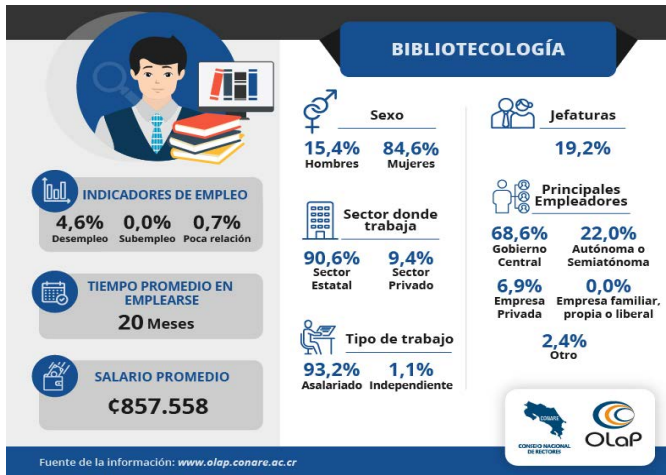 BIBLIOTECOLOGÍA
INDICADORES DE EMPLEO
4,6% 0,0% 0,7%
Desempleo Subempleo Poca relación
TIEMPO PROMEDIO EN
EMPLEARSE
20 Meses
SALARIO PROMEDIO
¢857.558
Sexo
15,4% 84,6%
Hombres Mujeres
Sector donde
trabaja
90,6% 9,4%
Sector Sector
Estatal Privado
Tipo de trabajo
93,2% 1,1%
Asalariado Independiente
Jefaturas
19,2%
Principales
Empleadores
68,6% 22,0%
Gobierno Autónoma o
Central Semiatónoma
6,9% 0,0%
Empresa Empresa familiar,
Privada propia o liberal
2,4%
Otro
CONARE
CONSEJO NACIONAL
DE RECTORES
OLaP
Fuente de la información: www.olap.conare.ac.cr